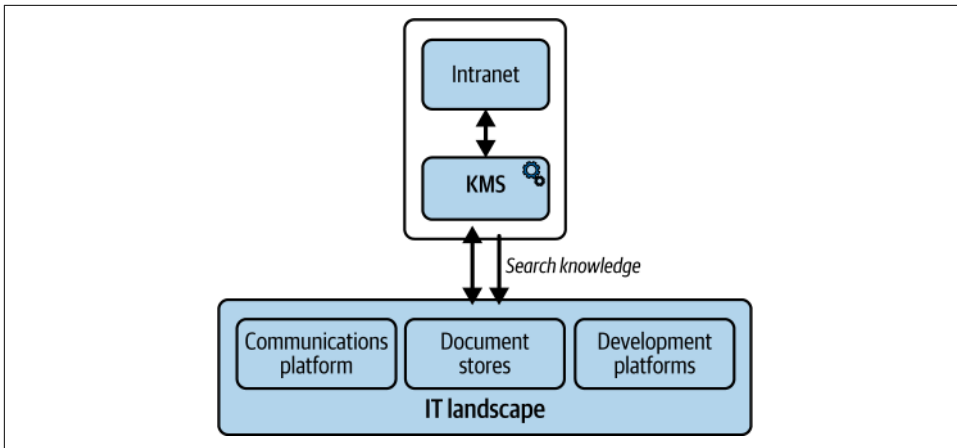 Intranet
KMS
Search knowledge
Communications
platform
Document
stores
Development
platforms
IT landscape